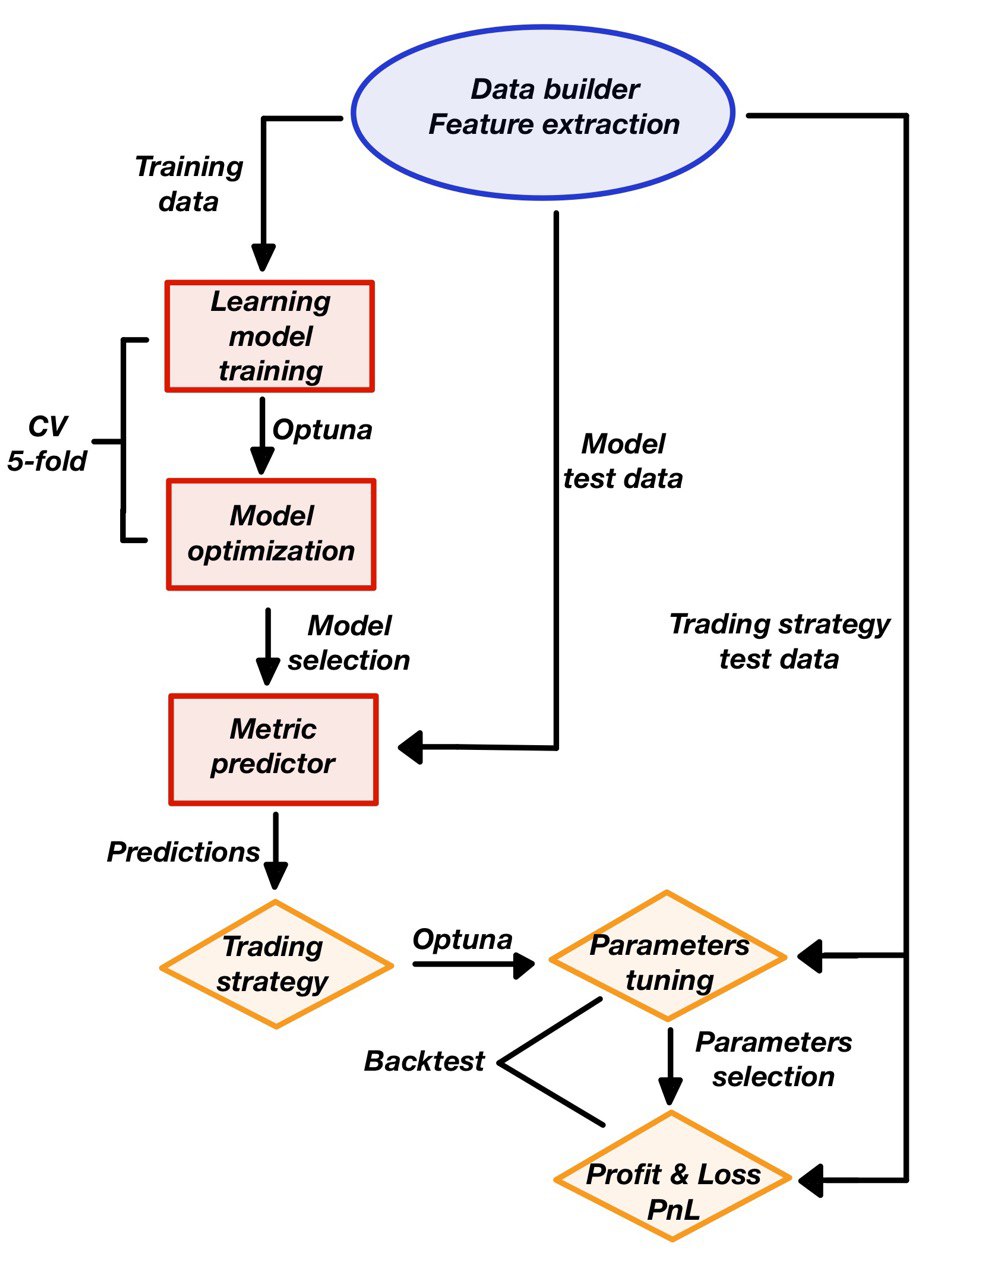 Data builder
Feature extraction
Training
data
Learning
model
training
CV
5-fold
Optuna
Model
test data
Model
optimization
Model
selection
Trading strategy
test data
Metric
predictor
Predictions
Trading
strategy
Optuna
Parameters
tuning
Backtest
Parameters
selection
Profit & Loss
PnL